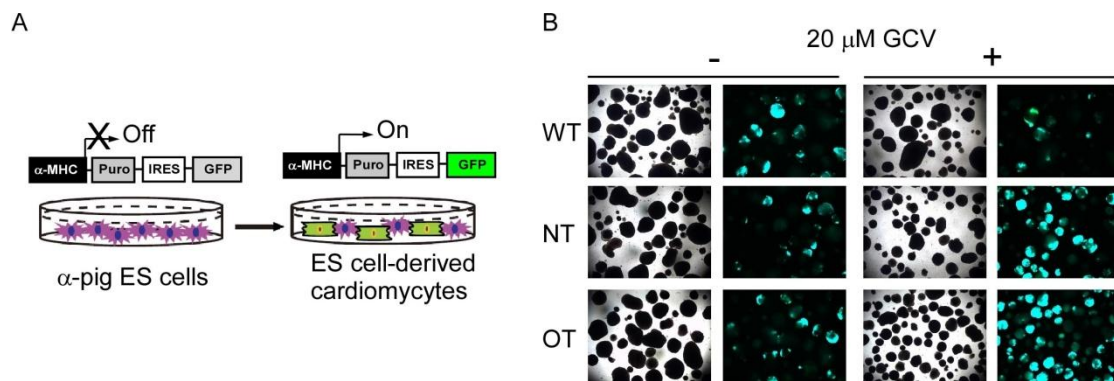 A
Off
α-MHC Puro IRES GFP
α-pig ES cells
On
α-MHC Puro IRES GFP
ES cell-derived
cardiomycytes
B
20 μM GCV
- +
WT
NT
OT